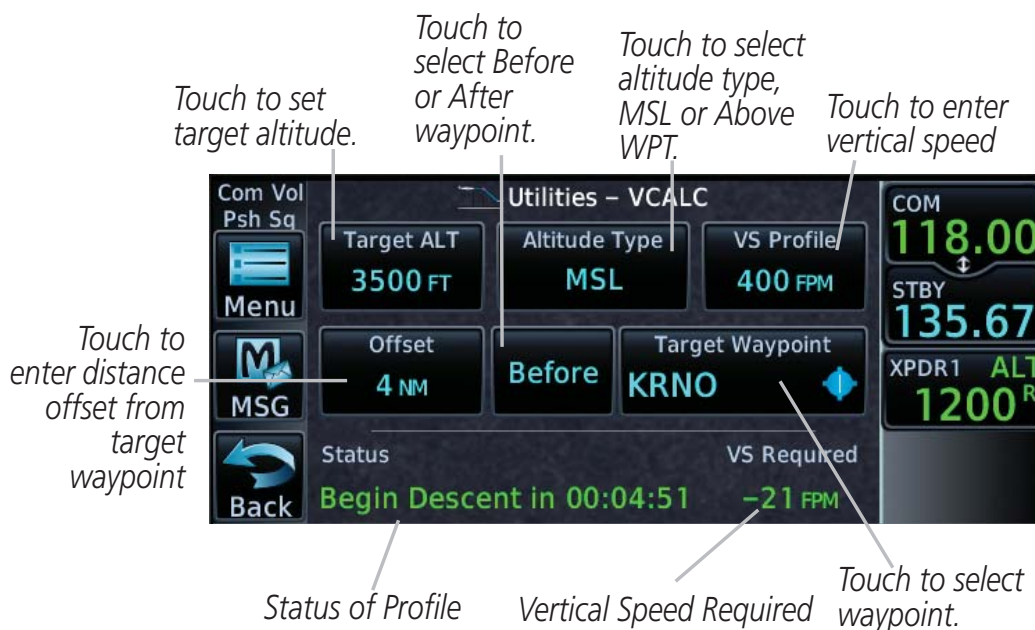 Touch to set
target altitude.
Touch to
select Before
or After
waypoint.
Touch to select
altitude type,
MSL or Above
WPT.
Touch to enter
vertical speed
Com Vol
Psh Sq
Utilities – VCALC
Menu
Target ALT
3500 FT
Altitude Type
MSL
VS Profile
400 FPM
COM
118.00
STBY
135.67
Touch to
enter distance
offset from
target
waypoint
MSG
Offset
4 NM
Before
Target Waypoint
KRNO
XPDR1 ALT
1200 R
Back
Status
Begin Descent in 00:04:51
VS Required
−21 FPM
Status of Profile
Vertical Speed Required
Touch to select
waypoint.